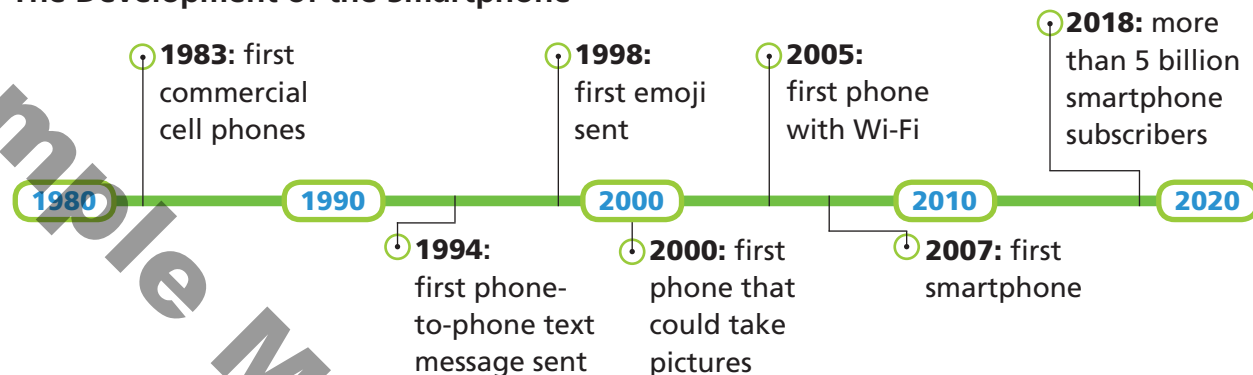 The Development of the Smartphone
1983: first
commercial
cell phones
1998:
first emoji
sent
2005:
first phone
with Wi-Fi
2018: more
than 5 billion
smartphone
subscribers
1980
1990
2000
2010
2020
1994:
first phone-
to-phone text
message sent
2000: first
phone that
could take
pictures
2007: first
smartphone
mple M